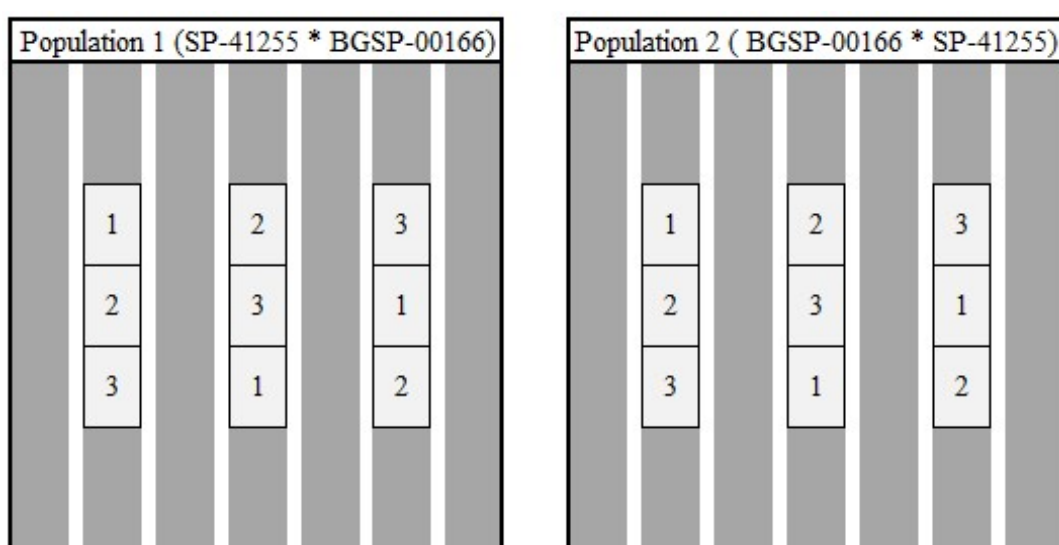 Population 1 (SP-41255 * BGSP-00166)
1 2 3
2 3 1
3 1 2
Population 2 ( BGSP-00166 * SP-41255)
1 2 3
2 3 1
3 1 2